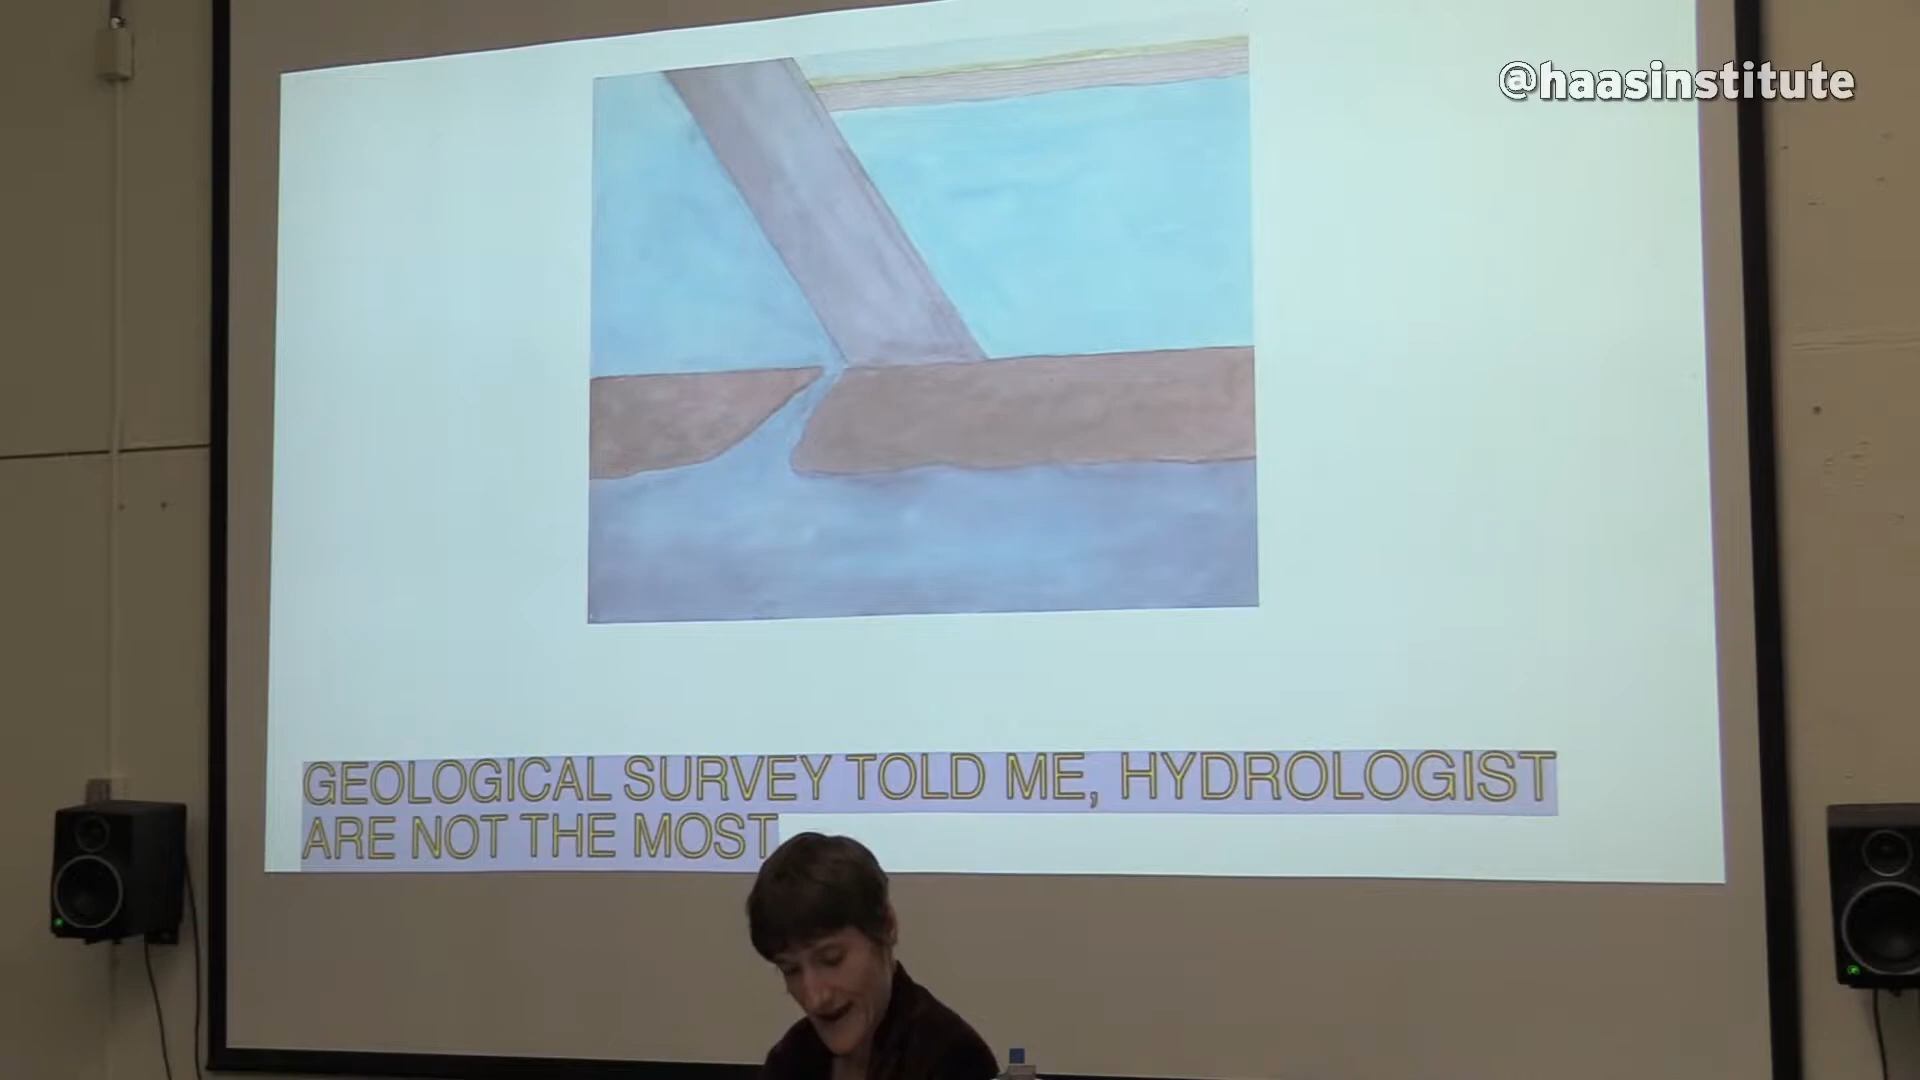 @haasinstitute
GEOLOGICAL SURVEY TOLD ME, HYDROLOGIST
ARE NOT THE MOST